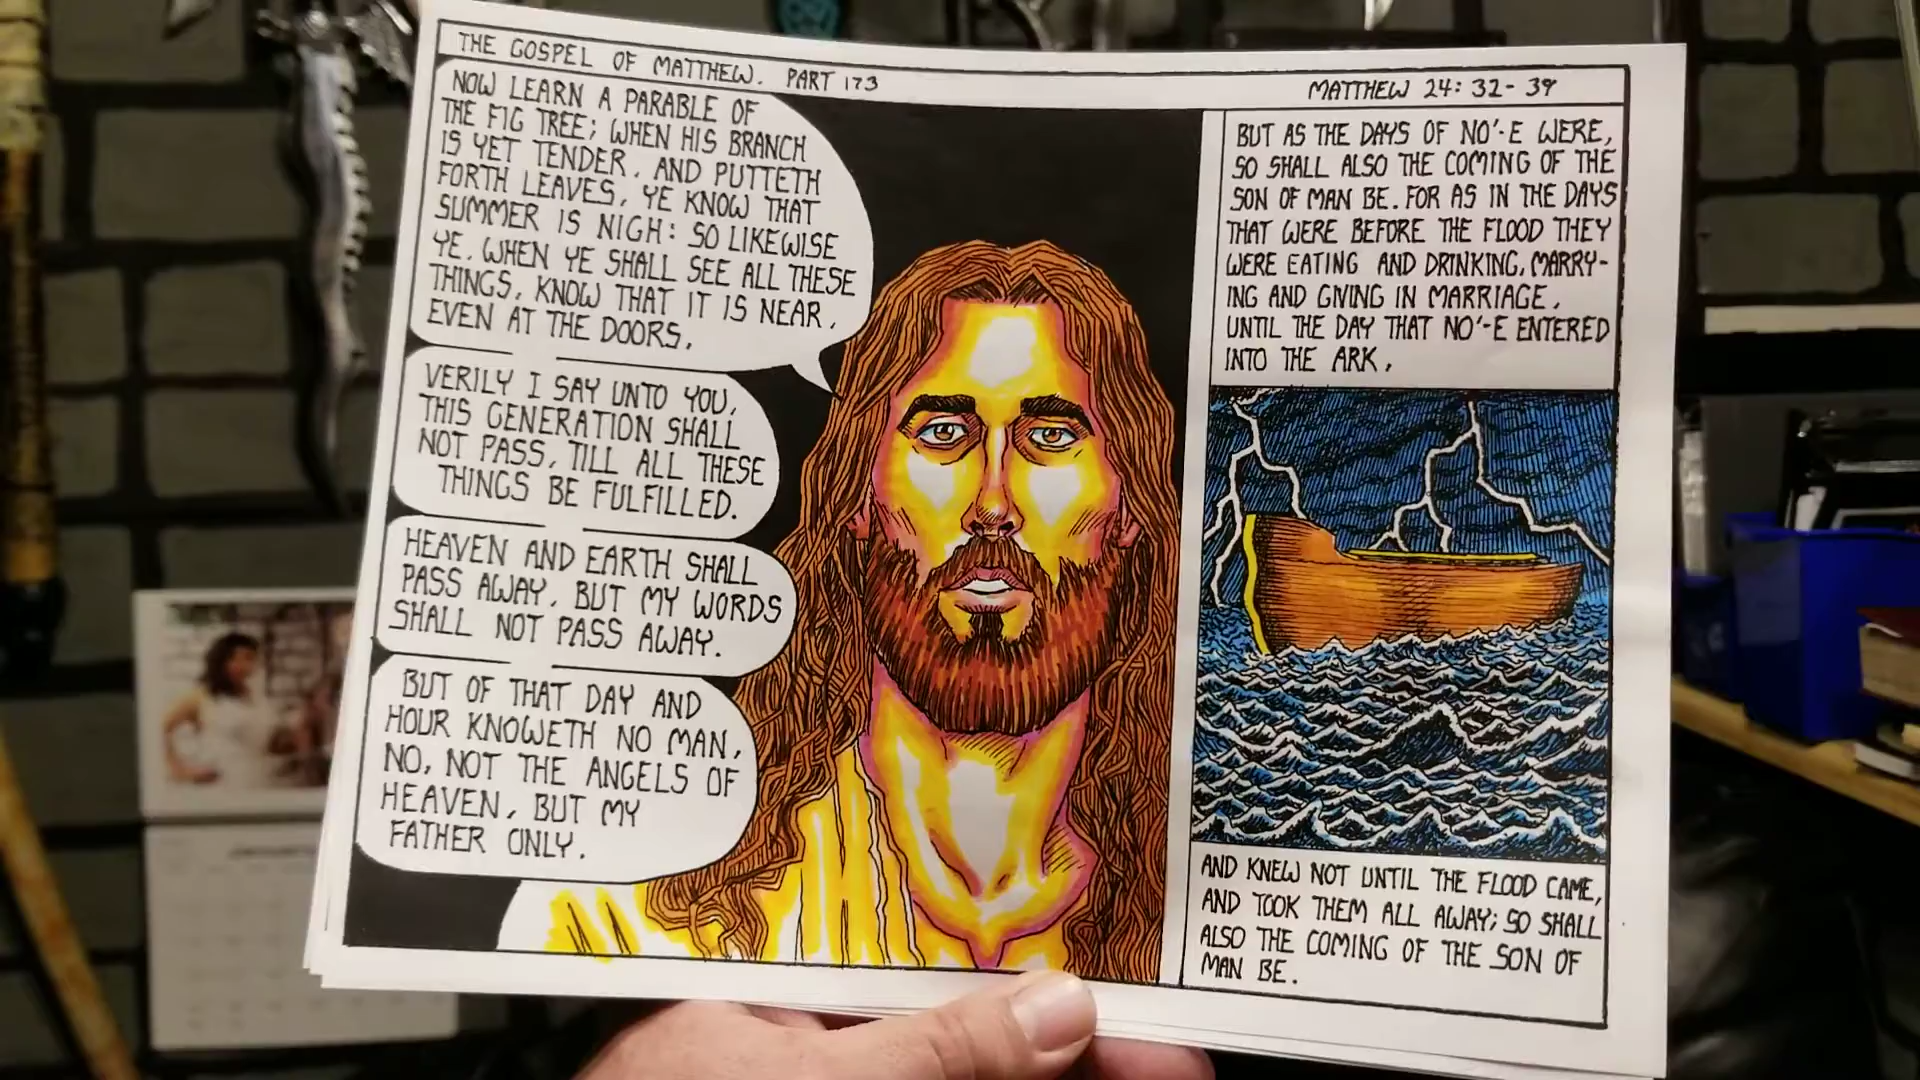 THE GOSPEL OF MATTHEW. PART 173
MATTHEW 24: 32-39
NOW LEARN A PARABLE OF
THE FIG TREE; WHEN HIS BRANCH
IS YET TENDER, AND PUTTETH
FORTH LEAVES, YE KNOW THAT
SUMMER IS NIGH: SO LIKEWISE
YE, WHEN YE SHALL SEE ALL THESE
THINGS, KNOW THAT IT IS NEAR,
EVEN AT THE DOORS.
VERILY I SAY UNTO YOU,
THIS GENERATION SHALL
NOT PASS, TILL ALL THESE
THINGS BE FULFILLED.
HEAVEN AND EARTH SHALL
PASS AWAY, BUT MY WORDS
SHALL NOT PASS AWAY.
BUT OF THAT DAY AND
HOUR KNOWETH NO MAN,
NO, NOT THE ANGELS OF
HEAVEN, BUT MY
FATHER ONLY.
BUT AS THE DAYS OF NO'-E WERE,
SO SHALL ALSO THE COMING OF THE
SON OF MAN BE. FOR AS IN THE DAYS
THAT WERE BEFORE THE FLOOD THEY
WERE EATING AND DRINKING, MARRY-
ING AND GIVING IN MARRIAGE,
UNTIL THE DAY THAT NO'-E ENTERED
INTO THE ARK,
AND KNEW NOT UNTIL THE FLOOD CAME,
AND TOOK THEM ALL AWAY; SO SHALL
ALSO THE COMING OF THE SON OF
MAN BE.